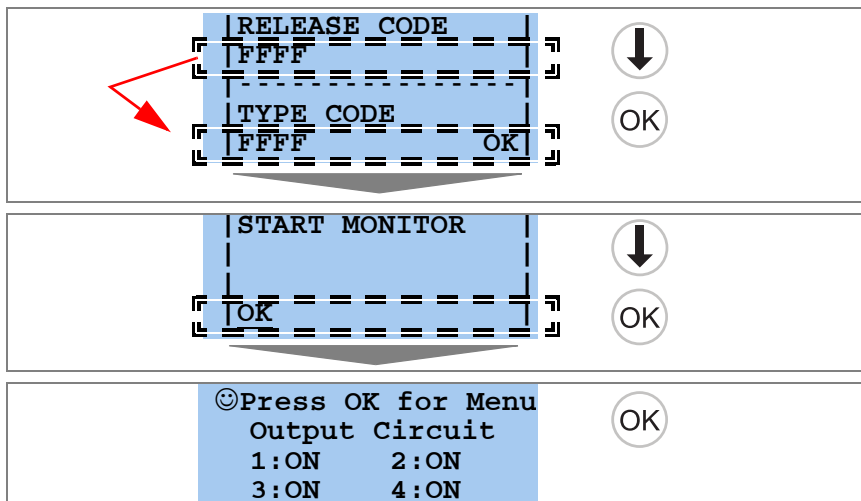 RELEASE CODE
FFFF
----------------
TYPE CODE
FFFF OK
OK
START MONITOR
OK
OK
☺Press OK for Menu
Output Circuit
1:ON 2:ON
3:ON 4:ON
OK